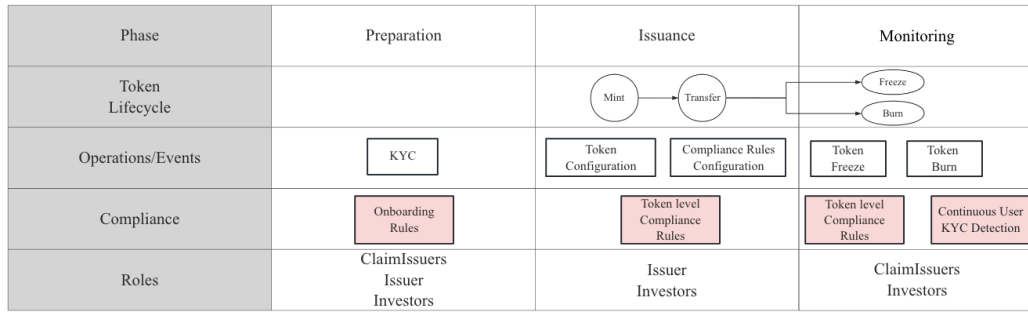 Phase
Preparation
Issuance
Monitoring
Token
Lifecycle
Mint
Transfer
Freeze
Burn
Operations/Events
KYC
Token
Configuration
Compliance Rules
Configuration
Token
Freeze
Token
Burn
Compliance
Onboarding
Rules
Token level
Compliance
Rules
Token level
Compliance
Rules
Continuous User
KYC Detection
Roles
ClaimIssuers
Issuer
Investors
Issuer
Investors
ClaimIssuers
Investors